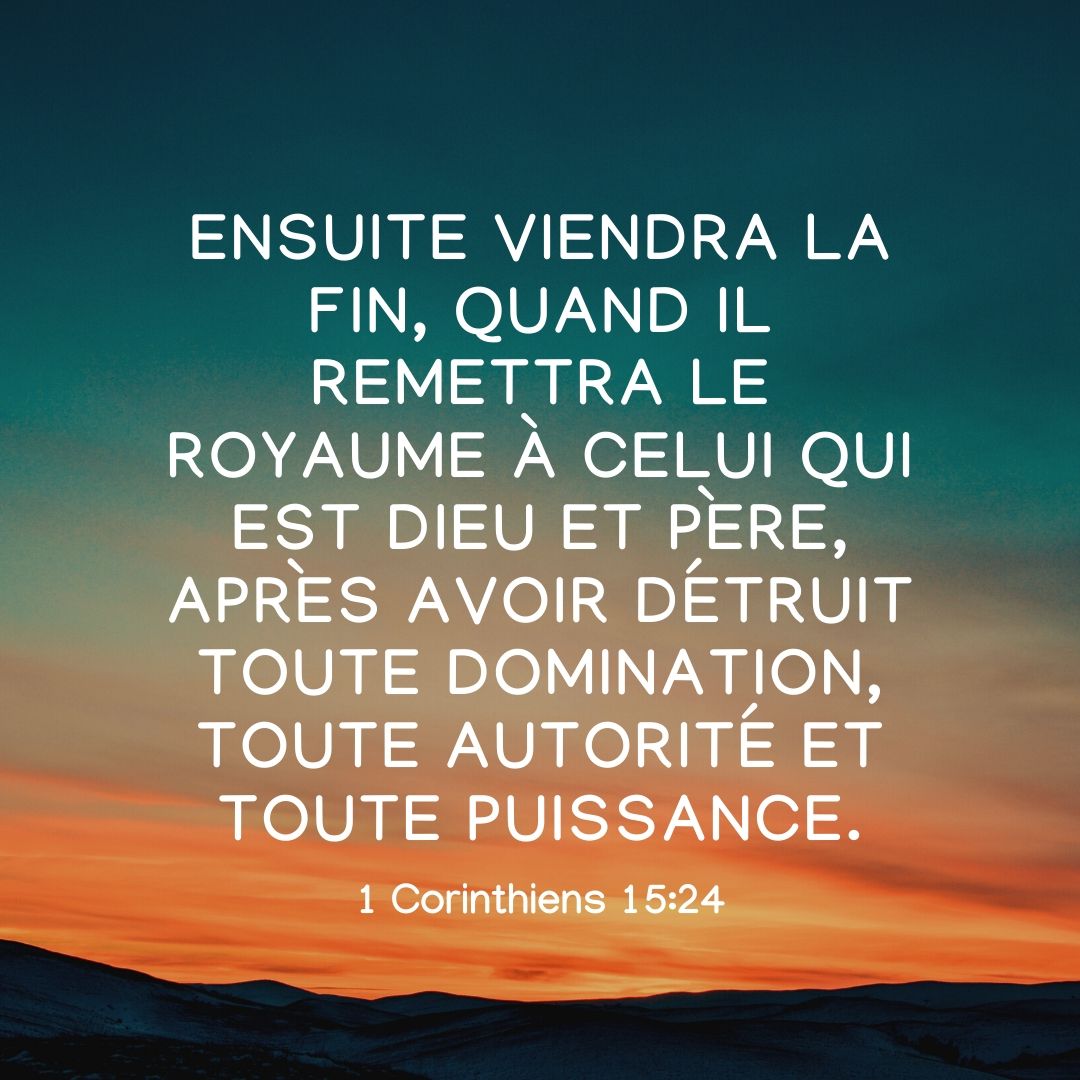 ENSUITE VIENDRA LA
FIN, QUAND IL
REMETTRA LE
ROYAUME À CELUI QUI
EST DIEU ET PÈRE,
APRÈS AVOIR DÉTRUIT
TOUTE DOMINATION,
TOUTE AUTORITÉ ET
TOUTE PUISSANCE.
1 Corinthiens 15:24